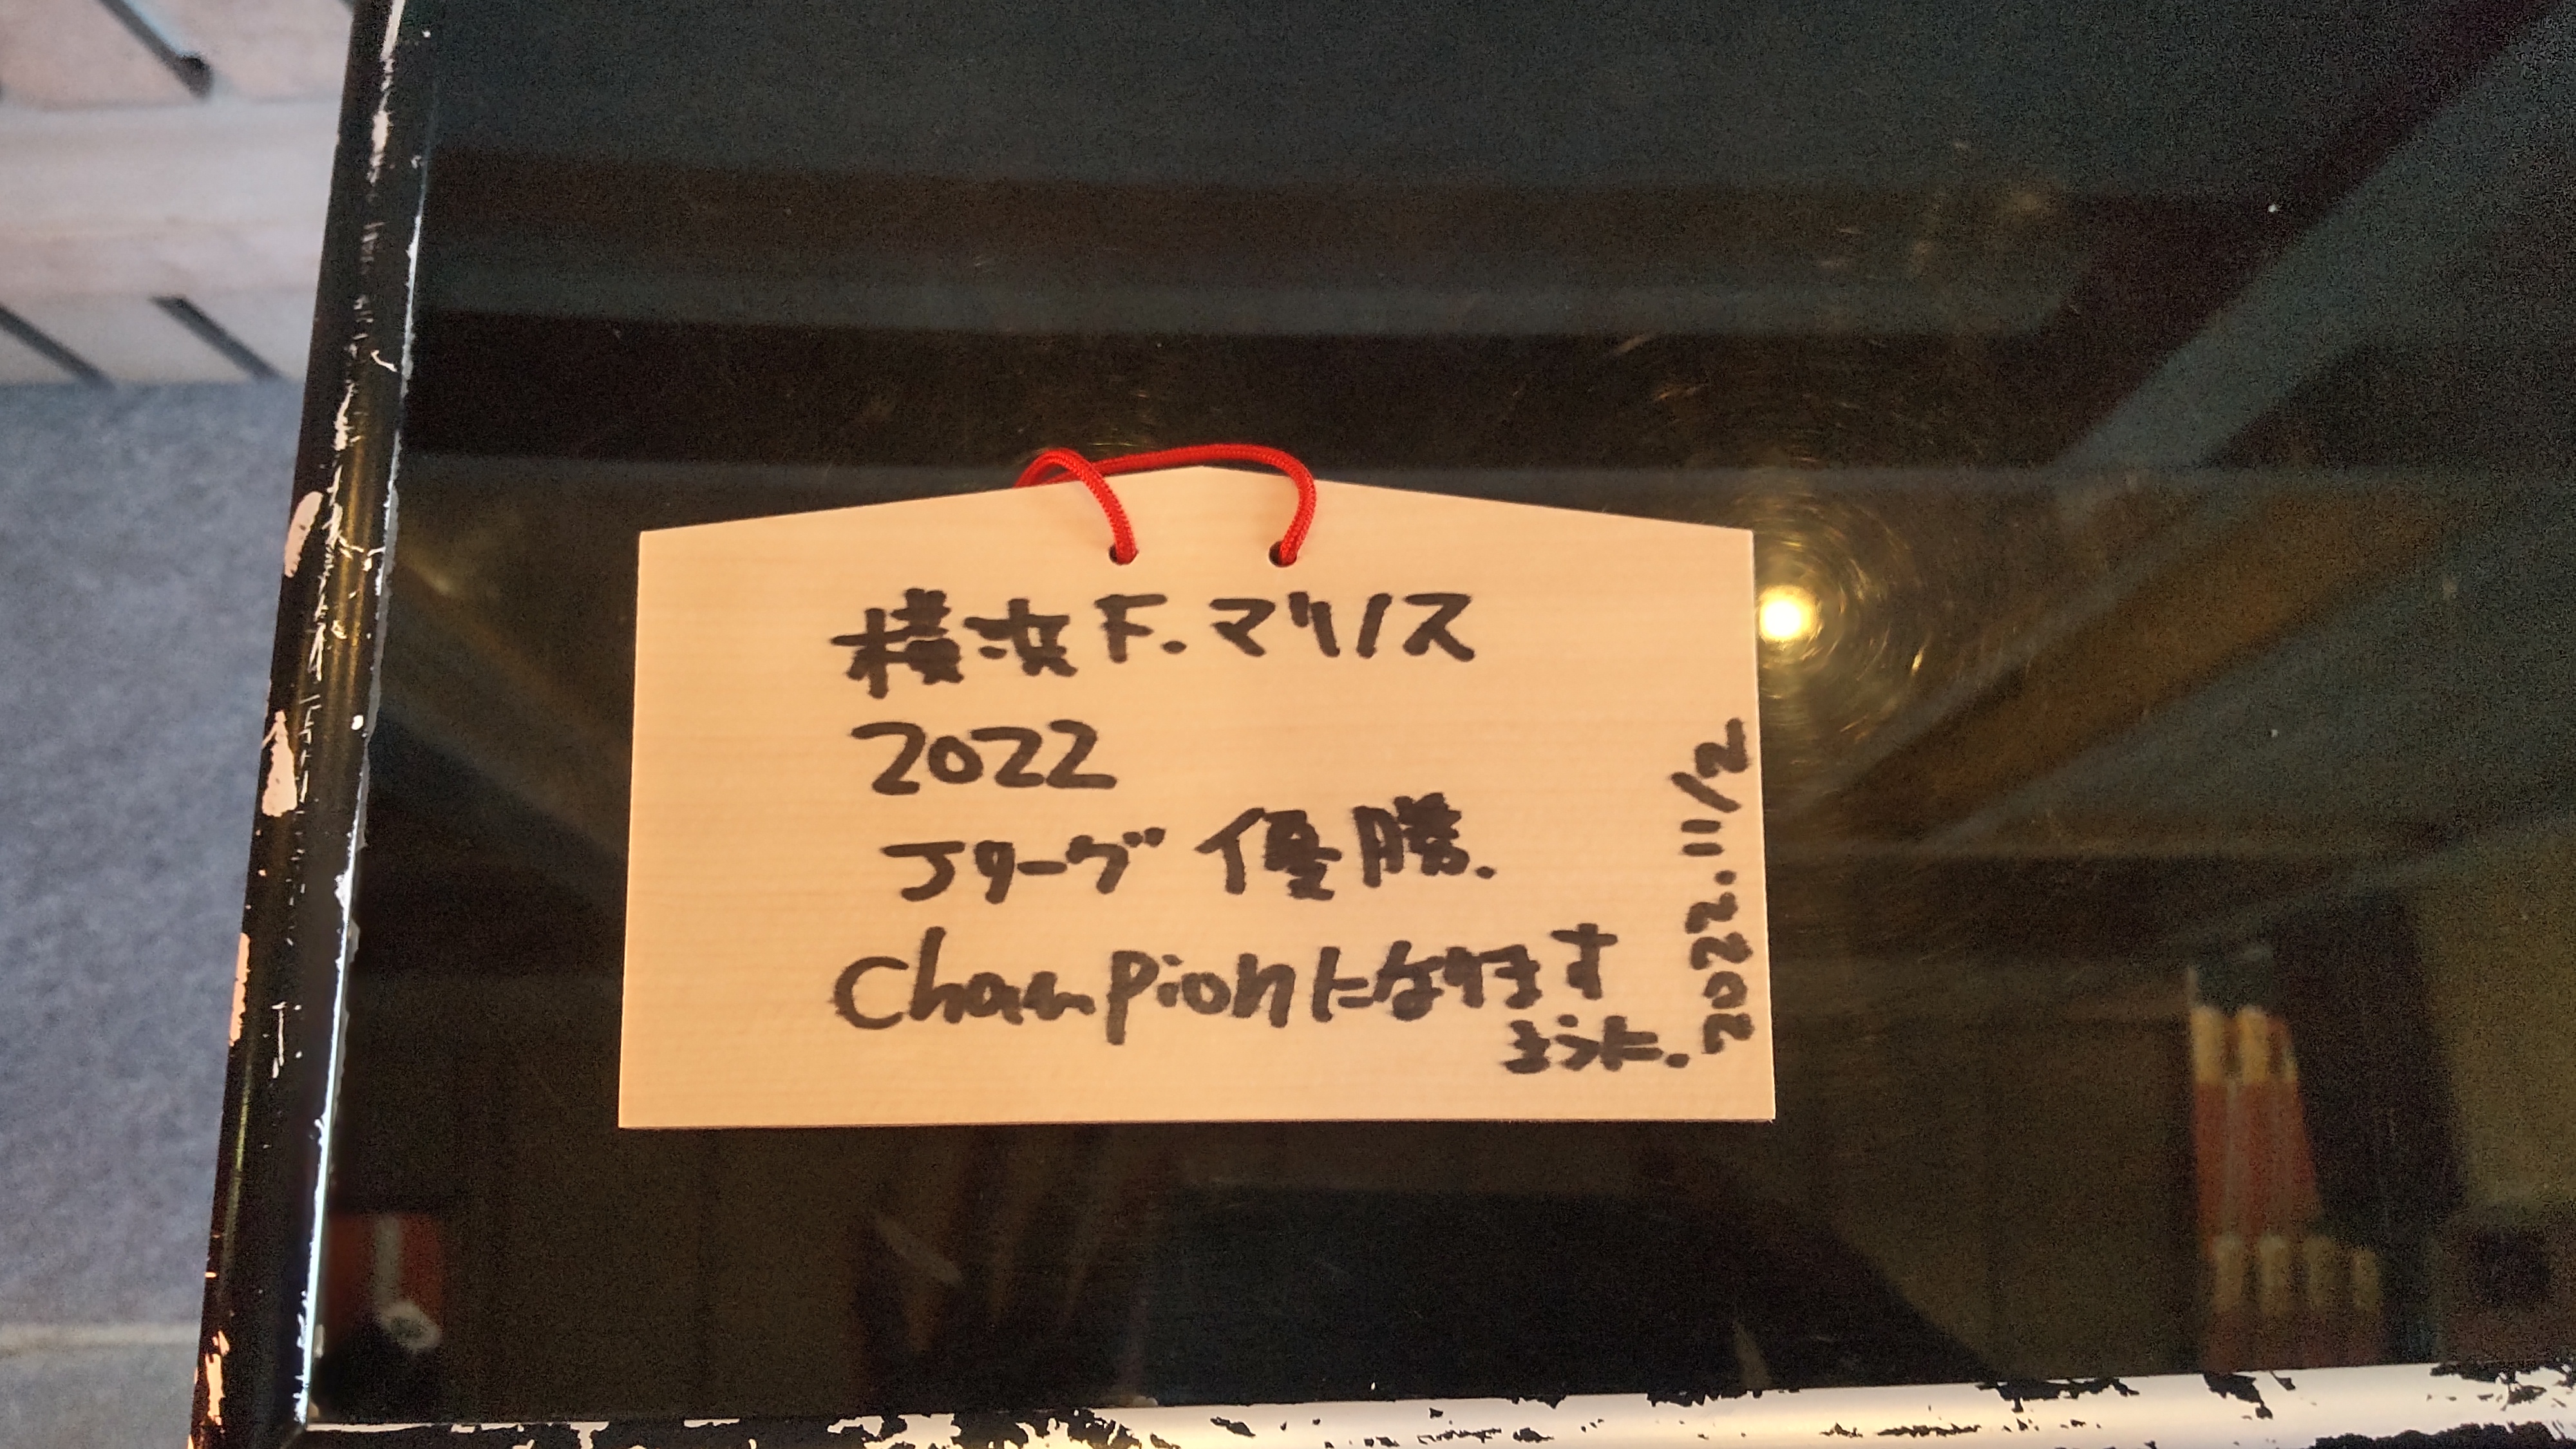 横浜F.マリノス
2022
Jリーグ 優勝.
Championになります
ように.
2022.11/2